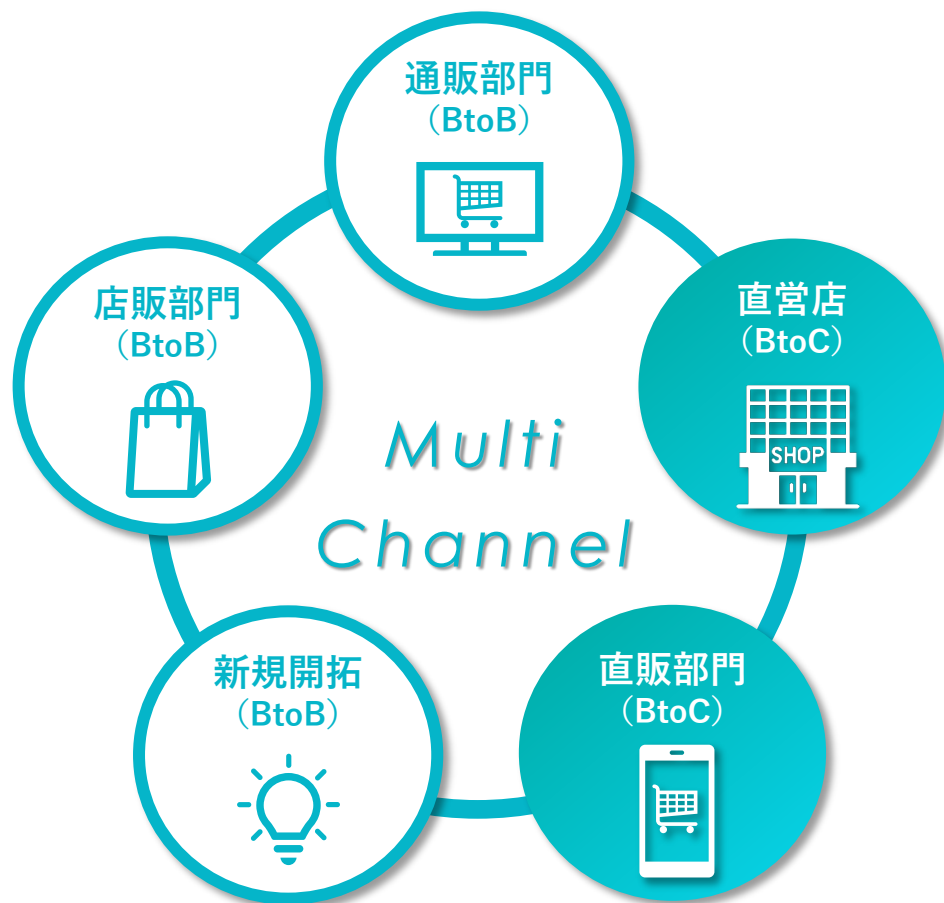 通販部門
（BtoB）
直営店
（BtoC）
SHOP
店販部門
（BtoB）
Multi
Channel
新規開拓
（BtoB）
直販部門
（BtoC）